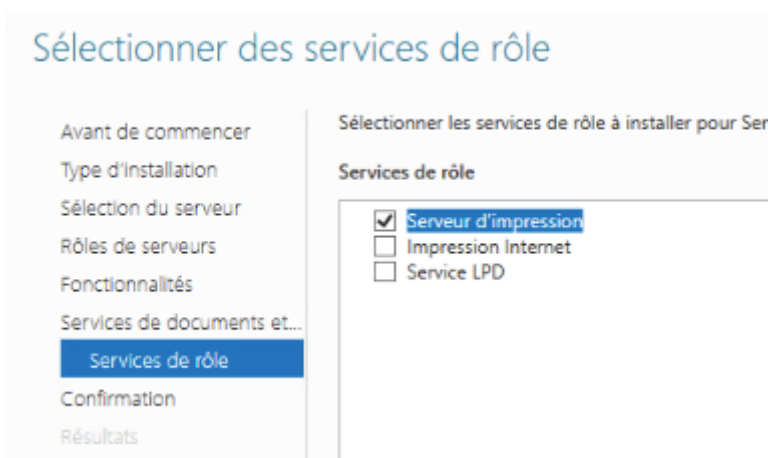 Sélectionner des services de rôle
Avant de commencer
Type d'installation
Sélection du serveur
Rôles de serveurs
Fonctionnalités
Services de documents et...
Services de rôle
Confirmation
Résultats
Sélectionner les services de rôle à installer pour Ser
Services de rôle
Serveur d'impression
Impression Internet
Service LPD